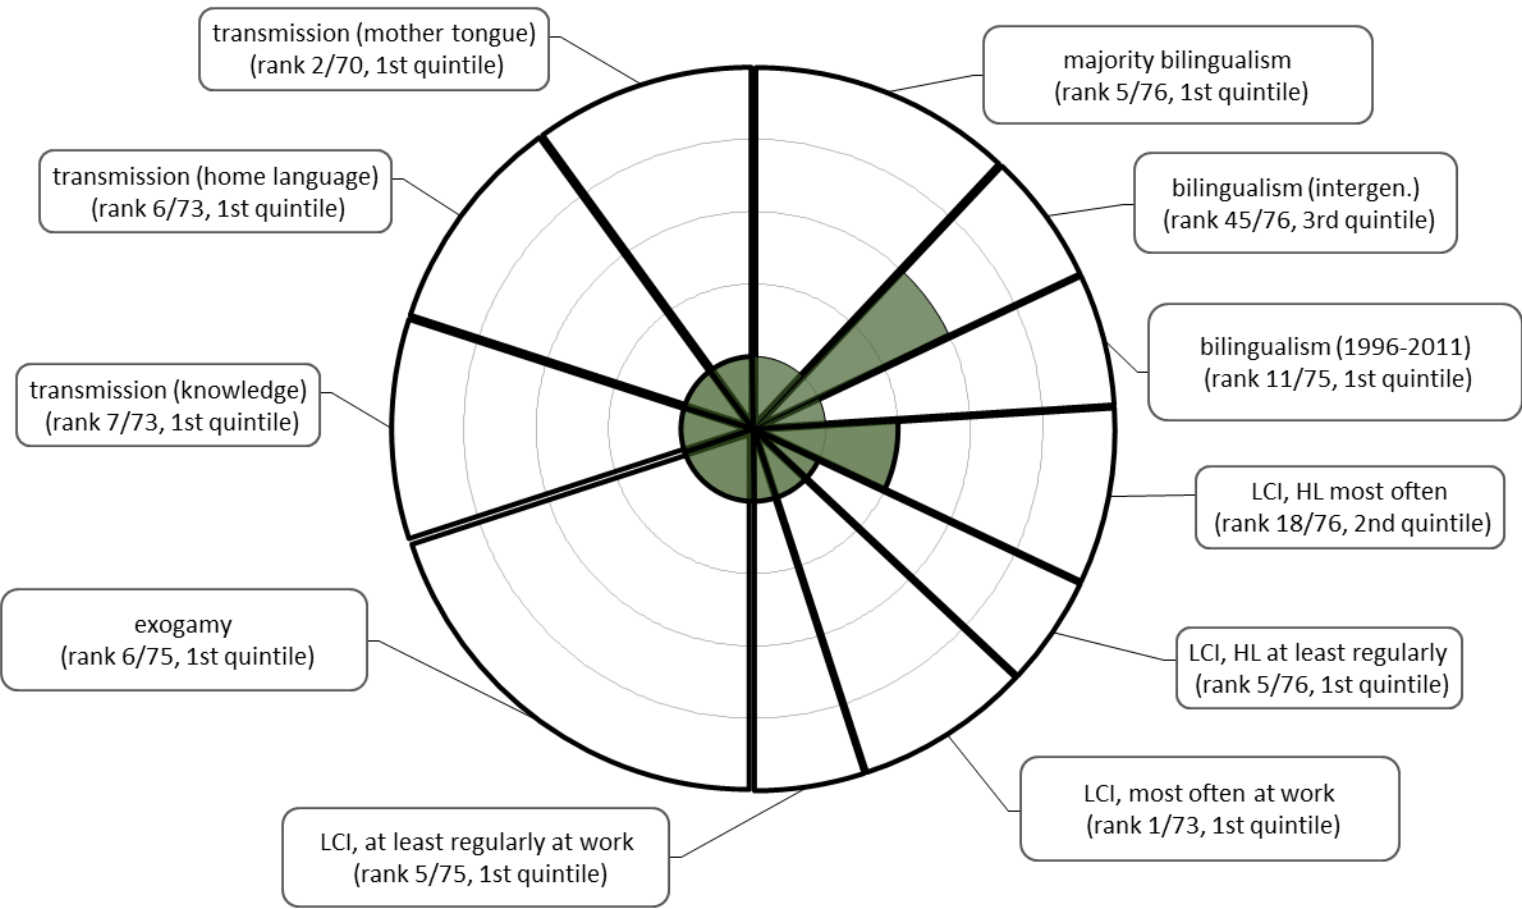 transmission (mother tongue)
(rank 2/70, 1st quintile)
majority bilingualism
(rank 5/76, 1st quintile)
transmission (home language)
(rank 6/73, 1st quintile)
bilingualism (intergen.)
(rank 45/76, 3rd quintile)
bilingualism (1996-2011)
(rank 11/75, 1st quintile)
transmission (knowledge)
(rank 7/73, 1st quintile)
LCI, HL most often
(rank 18/76, 2nd quintile)
exogamy
(rank 6/75, 1st quintile)
LCI, HL at least regularly
(rank 5/76, 1st quintile)
LCI, most often at work
(rank 1/73, 1st quintile)
LCI, at least regularly at work
(rank 5/75, 1st quintile)